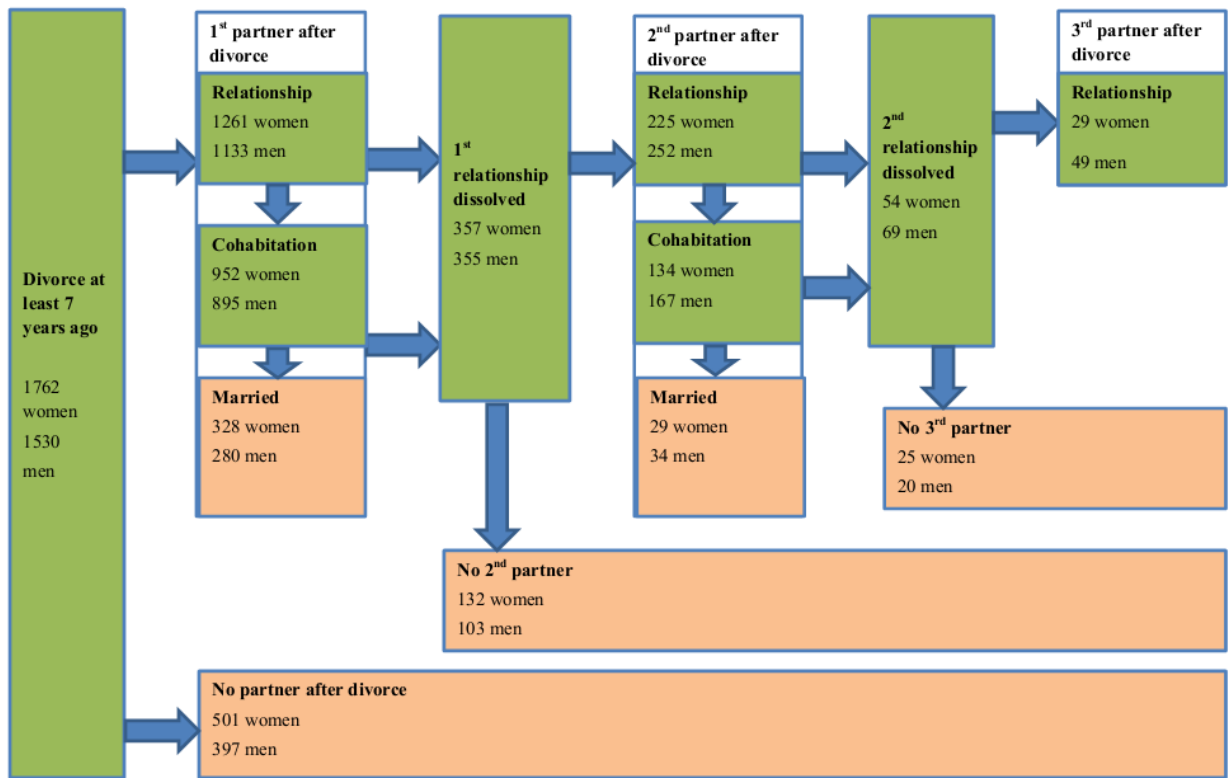 Divorce at
least 7
years ago
1762
women
1530
men
1st partner after
divorce
Relationship
1261 women
1133 men
Cohabitation
952 women
895 men
Married
328 women
280 men
1st
relationship
dissolved
357 women
355 men
2nd partner after
divorce
Relationship
225 women
252 men
Cohabitation
134 women
167 men
Married
29 women
34 men
2nd
relationship
dissolved
54 women
69 men
3rd partner after
divorce
Relationship
29 women
49 men
No 3rd partner
25 women
20 men
No 2nd partner
132 women
103 men
No partner after divorce
501 women
397 men